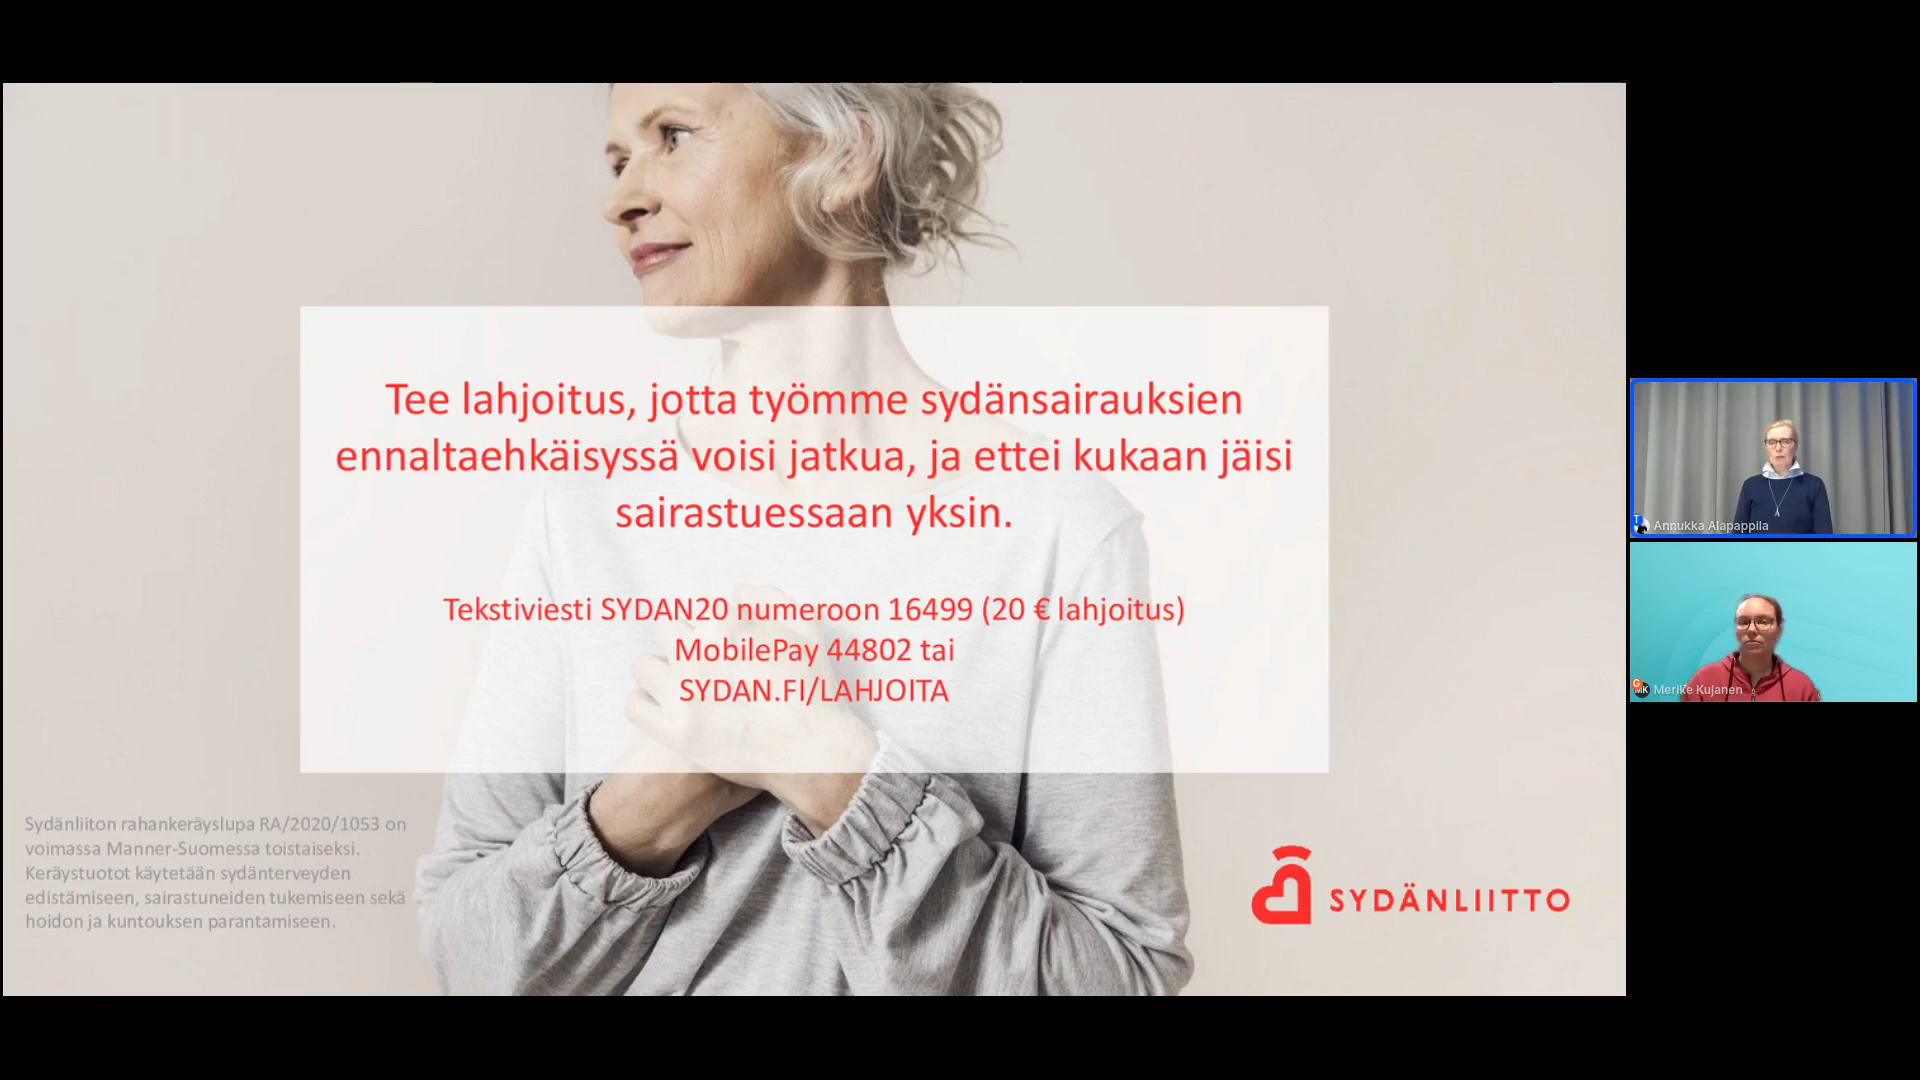 Tee lahjoitus, jotta työmme sydänsairauksien
ennaltaehkäisyssä voisi jatkua, ja ettei kukaan jäisi
sairastuessaan yksin.
Tekstiviesti SYDAN20 numeroon 16499 (20 € lahjoitus)
MobilePay 44802 tai
SYDAN.FI/LAHJOITA
Sydänliiton rahankeräyslupa RA/2020/1053 on
voimassa Manner-Suomessa toistaiseksi.
Keräystuotot käytetään sydänterveyden
edistämiseen, sairastuneiden tukemiseen sekä
hoidon ja kuntouksen parantamiseen.
SYDÄNLIITTO
T
Annukka Alapappila
G
MK
Merike Kujanen